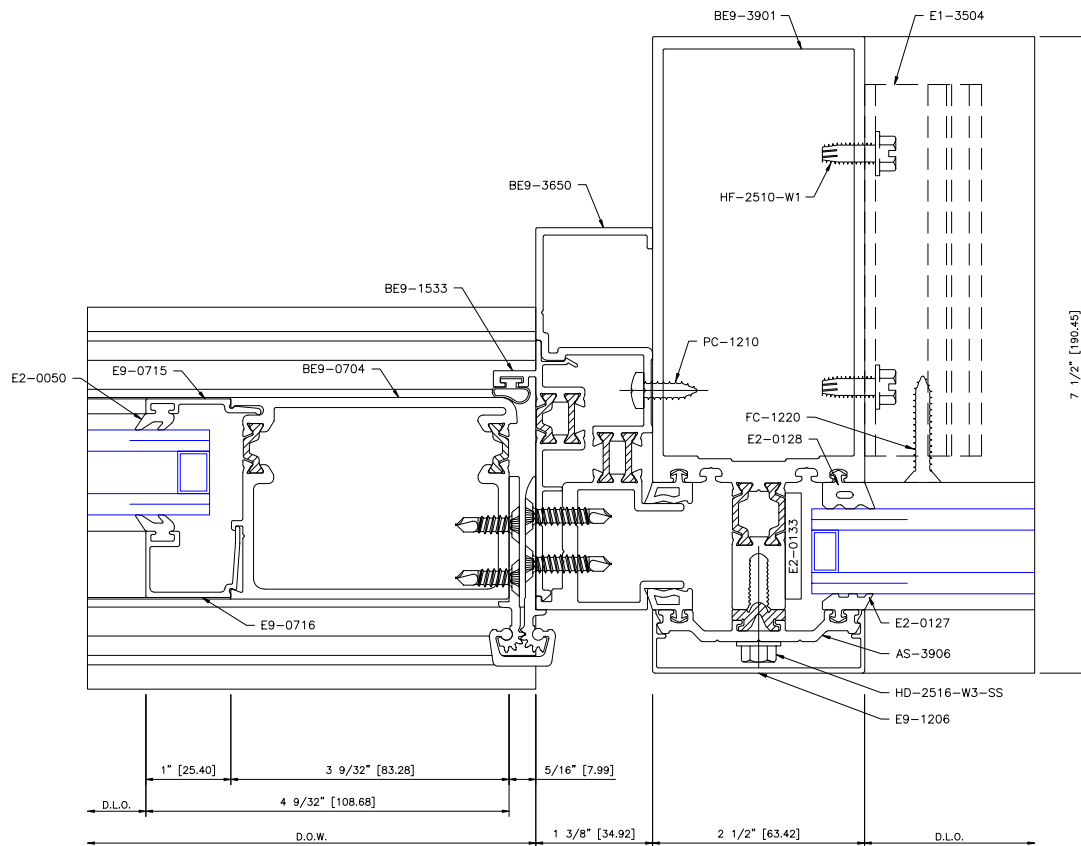 BE9-3901
E1-3504
HF-2510-W1
BE9-3650
BE9-1533
PC-1210
E2-0050
E9-0715
BE9-0704
7 1/2" [190.45]
FC-1220
E2-0128
E2-0133
E9-0716
E2-0127
AS-3906
HD-2516-W3-SS
E9-1206
1" [25.40]
3 9/32" [83.28]
5/16" [7.99]
D.L.O.
4 9/32" [108.68]
D.O.W.
1 3/8" [34.92]
2 1/2" [63.42]
D.L.O.